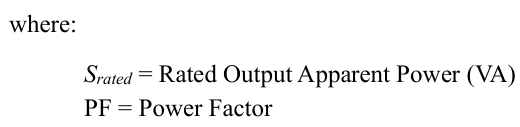 where:
S_rated = Rated Output Apparent Power (VA)
PF = Power Factor